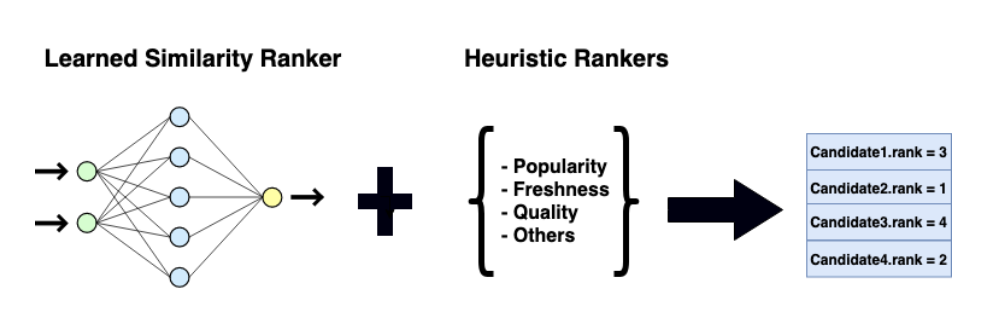 Learned Similarity Ranker
Heuristic Rankers
- Popularity
- Freshness
- Quality
- Others
Candidate1.rank = 3
Candidate2.rank = 1
Candidate3.rank = 4
Candidate4.rank = 2